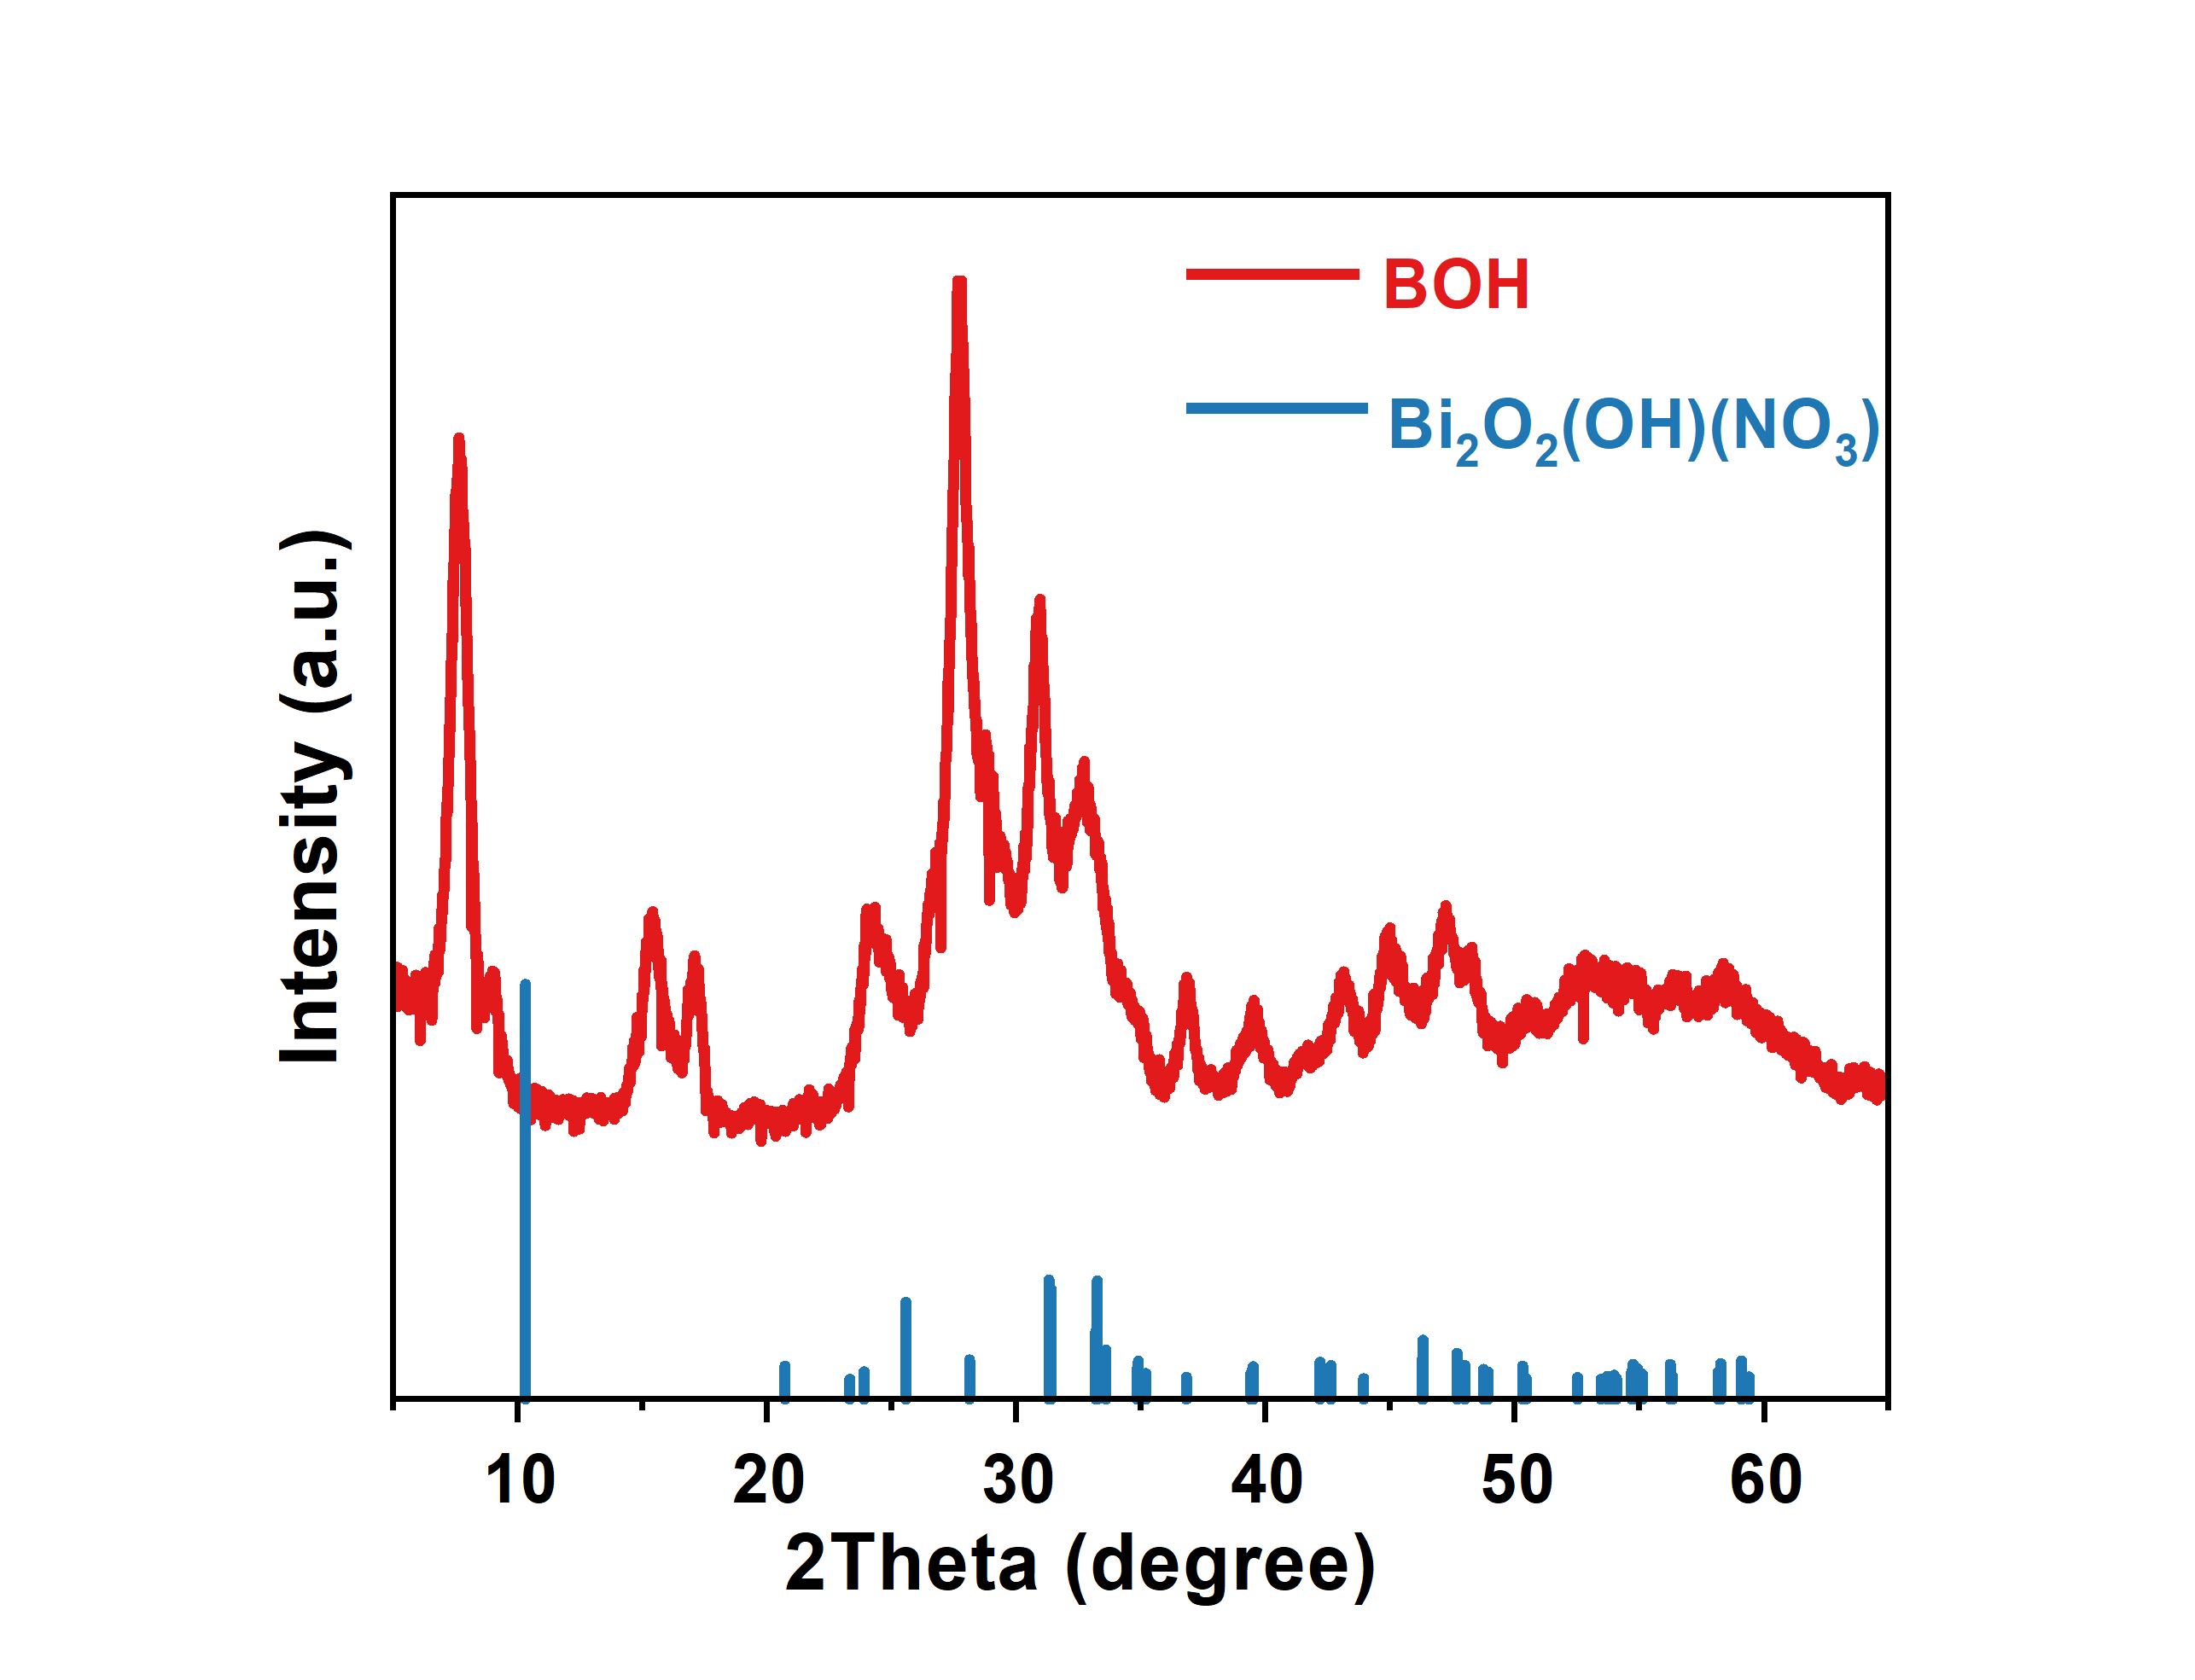 BOH
Bi₂O₂(OH)(NO₃)
Intensity (a.u.)
10 20 30 40 50 60
2Theta (degree)